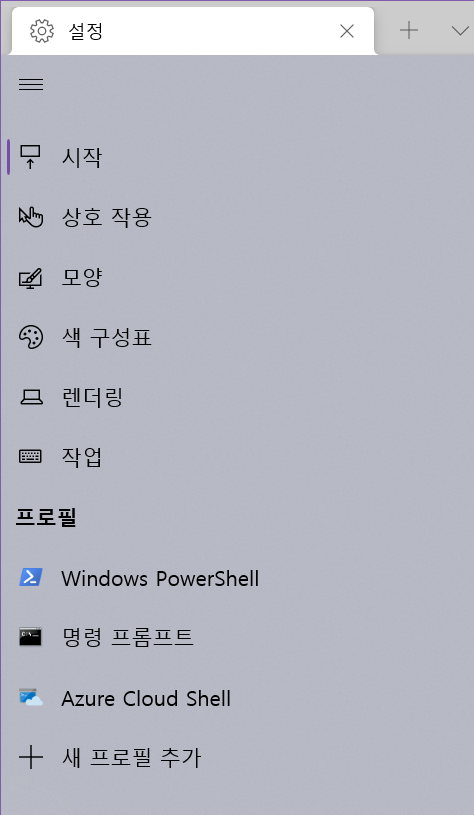 설정
시작
상호 작용
모양
색 구성표
렌더링
작업
프로필
Windows PowerShell
명령 프롬프트
Azure Cloud Shell
새 프로필 추가